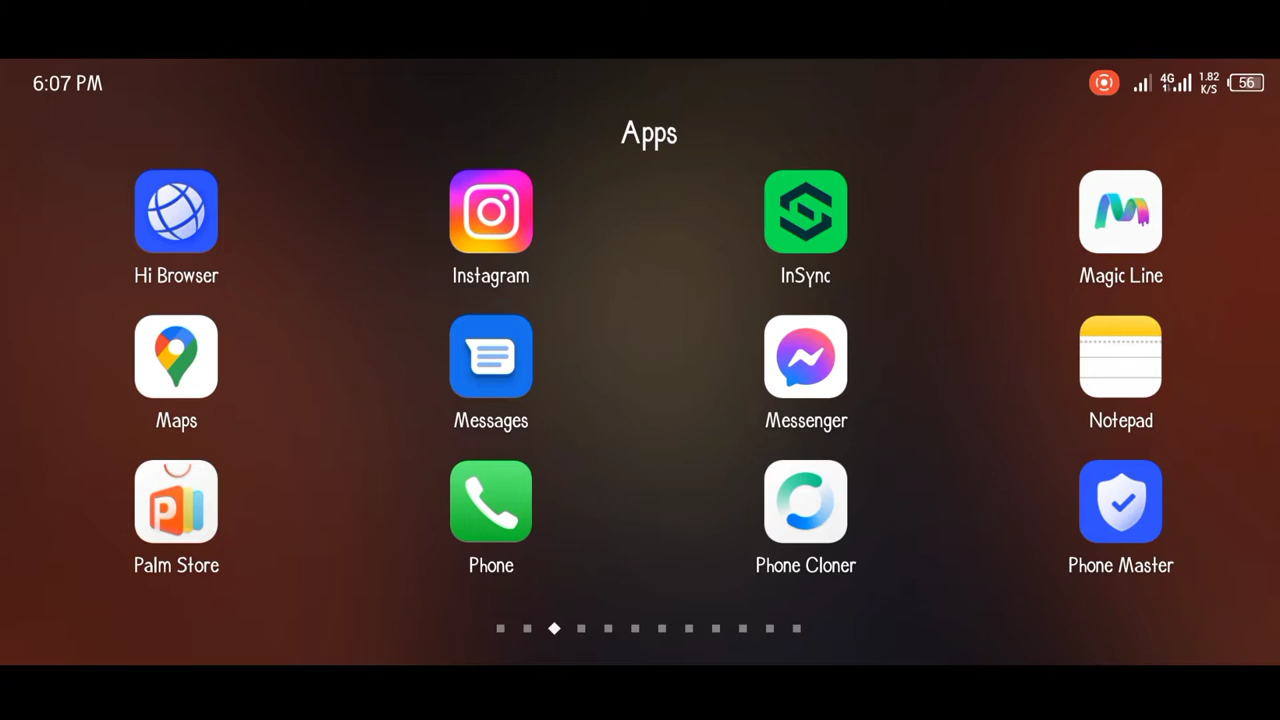 6:07 PM
4G 1.82 K/S 56
Apps
Hi Browser Instagram InSync Magic Line
Maps Messages Messenger Notepad
P
Palm Store Phone Phone Cloner Phone Master